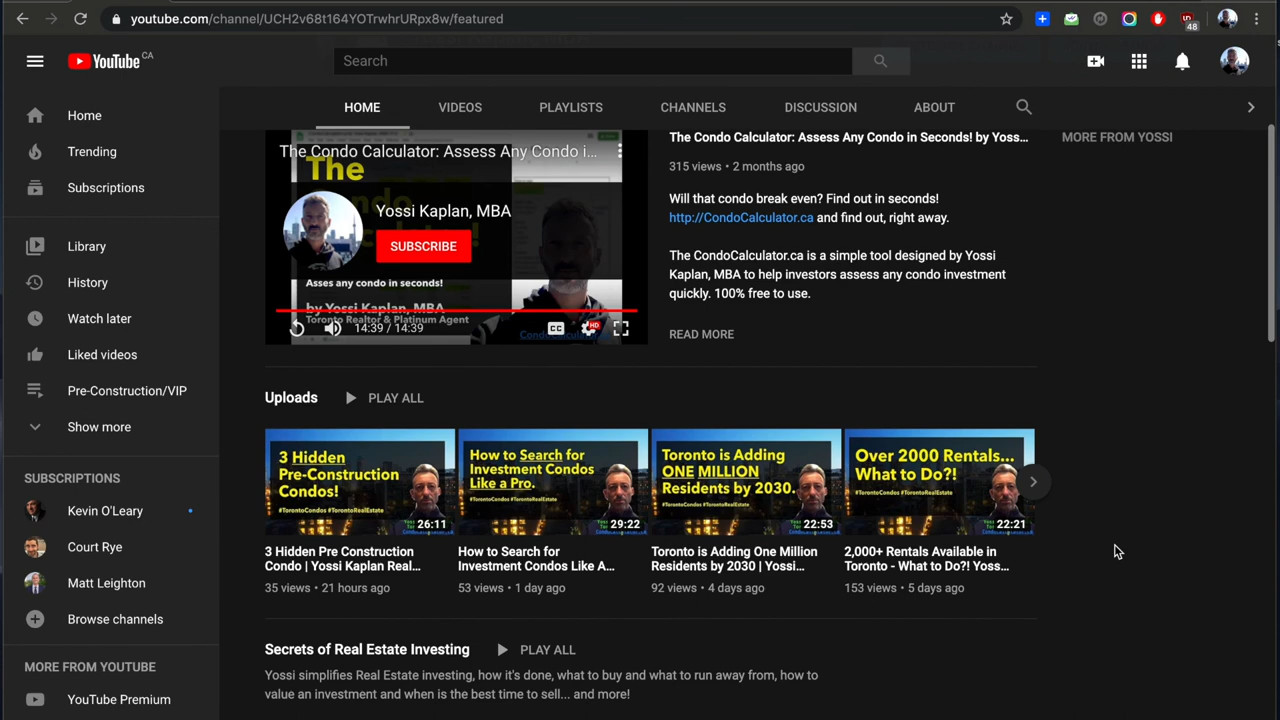 youtube.com/channel/UCH2v68t164YOTrwhrURpx8w/featured
48
YouTube CA
Search
Home
Trending
Subscriptions
Library
History
Watch later
Liked videos
Pre-Construction/VIP
Show more
SUBSCRIPTIONS
Kevin O'Leary
Court Rye
Matt Leighton
Browse channels
MORE FROM YOUTUBE
YouTube Premium
HOME VIDEOS PLAYLISTS CHANNELS DISCUSSION ABOUT
The Condo Calculator: Assess Any Condo i...
The
Yossi Kaplan, MBA
SUBSCRIBE
Asses any condo in seconds!
by Yossi Kaplan, MBA
Toronto Realtor & Platinum Agent
14:39 / 14:39
CC
HD
The Condo Calculator: Assess Any Condo in Seconds! by Yoss...
315 views • 2 months ago
Will that condo break even? Find out in seconds!
http://CondoCalculator.ca and find out, right away.
The CondoCalculator.ca is a simple tool designed by Yossi
Kaplan, MBA to help investors assess any condo investment
quickly. 100% free to use.
READ MORE
MORE FROM YOSSI
Uploads PLAY ALL
3 Hidden
Pre-Construction
Condos!
#TorontoCondos #TorontoRealEstate
26:11
How to Search for
Investment Condos
Like a Pro.
#TorontoCondos #TorontoRealEstate
29:22
Toronto is Adding
ONE MILLION
Residents by 2030.
#TorontoCondos #TorontoRealEstate
22:53
Over 2000 Rentals...
What to Do?!
#TorontoCondos #TorontoRealEstate
22:21
3 Hidden Pre Construction
Condo | Yossi Kaplan Real...
35 views • 21 hours ago
How to Search for
Investment Condos Like A...
53 views • 1 day ago
Toronto is Adding One Million
Residents by 2030 | Yossi...
92 views • 4 days ago
2,000+ Rentals Available in
Toronto - What to Do?! Yoss...
153 views • 5 days ago
Secrets of Real Estate Investing PLAY ALL
Yossi simplifies Real Estate investing, how it's done, what to buy and what to run away from, how to
value an investment and when is the best time to sell... and more!